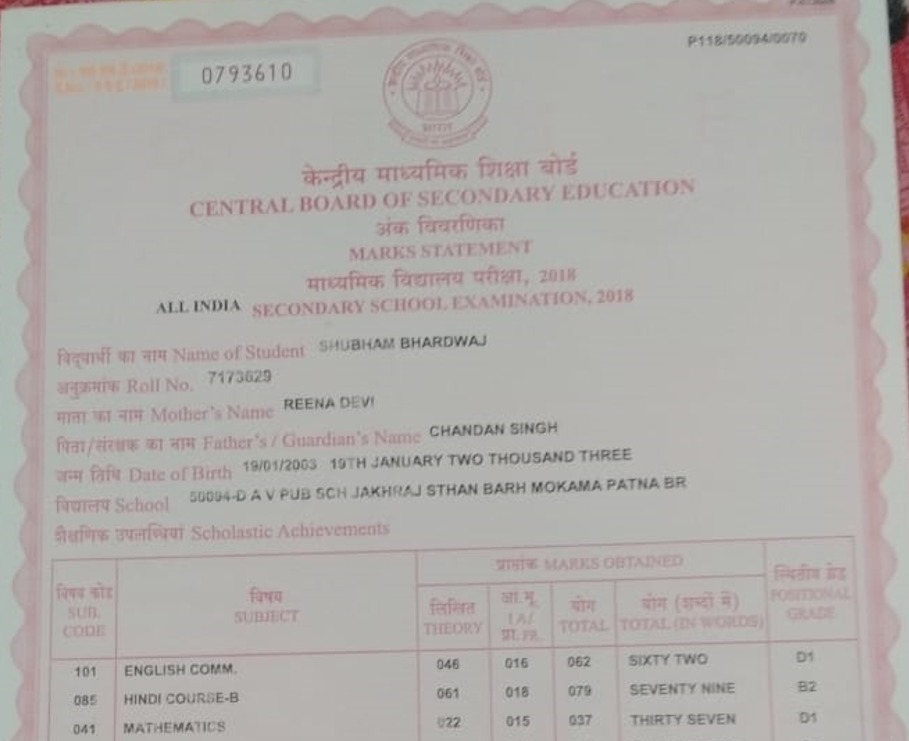 P118/50094/0070
0793610
भारत
केन्द्रीय माध्यमिक शिक्षा बोर्ड
CENTRAL BOARD OF SECONDARY EDUCATION
अंक विवरणिका
MARKS STATEMENT
माध्यमिक विद्यालय परीक्षा, 2018
ALL INDIA SECONDARY SCHOOL EXAMINATION, 2018
विद्यार्थी का नाम Name of Student SHUBHAM BHARDWAJ
अनुक्रमांक Roll No. 7173629
माता का नाम Mother's Name REENA DEVI
पिता/संरक्षक का नाम Father's / Guardian's Name CHANDAN SINGH
जन्म तिथि Date of Birth 19/01/2003 19TH JANUARY TWO THOUSAND THREE
विद्यालय School 50094-D A V PUB SCH JAKHRAJ STHAN BARH MOKAMA PATNA BR
शैक्षणिक उपलब्धियां Scholastic Achievements
विषय कोड SUB. CODE विषय SUBJECT प्राप्तांक MARKS OBTAINED स्थितीय ग्रेड POSITIONAL GRADE
लिखित THEORY आं.मू. IA/ प्रा. PR. योग TOTAL योग (शब्दों में) TOTAL (IN WORDS)
101 ENGLISH COMM. 046 016 062 SIXTY TWO D1
085 HINDI COURSE-B 061 018 079 SEVENTY NINE B2
041 MATHEMATICS 022 015 037 THIRTY SEVEN D1